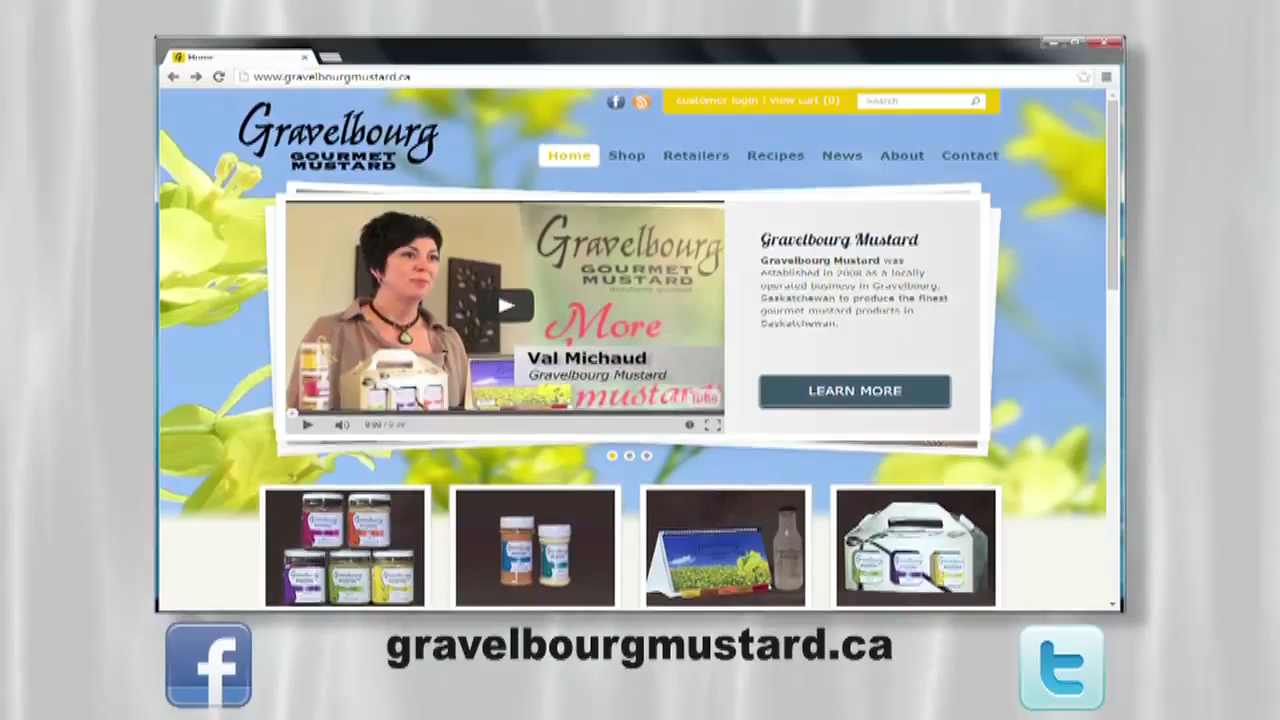 Home
www.gravelbourgmustard.ca
customer login | view cart (0)
search
Gravelbourg
GOURMET
MUSTARD
Home Shop Retailers Recipes News About Contact
Gravelbourg
GOURMET
MUSTARD
More
Val Michaud
Gravelbourg Mustard
mustard
Gravelbourg Mustard
Gravelbourg Mustard was
established in 2008 as a locally
operated business in Gravelbourg,
Saskatchewan to produce the finest
gourmet mustard products in
Saskatchewan.
LEARN MORE
gravelbourgmustard.ca